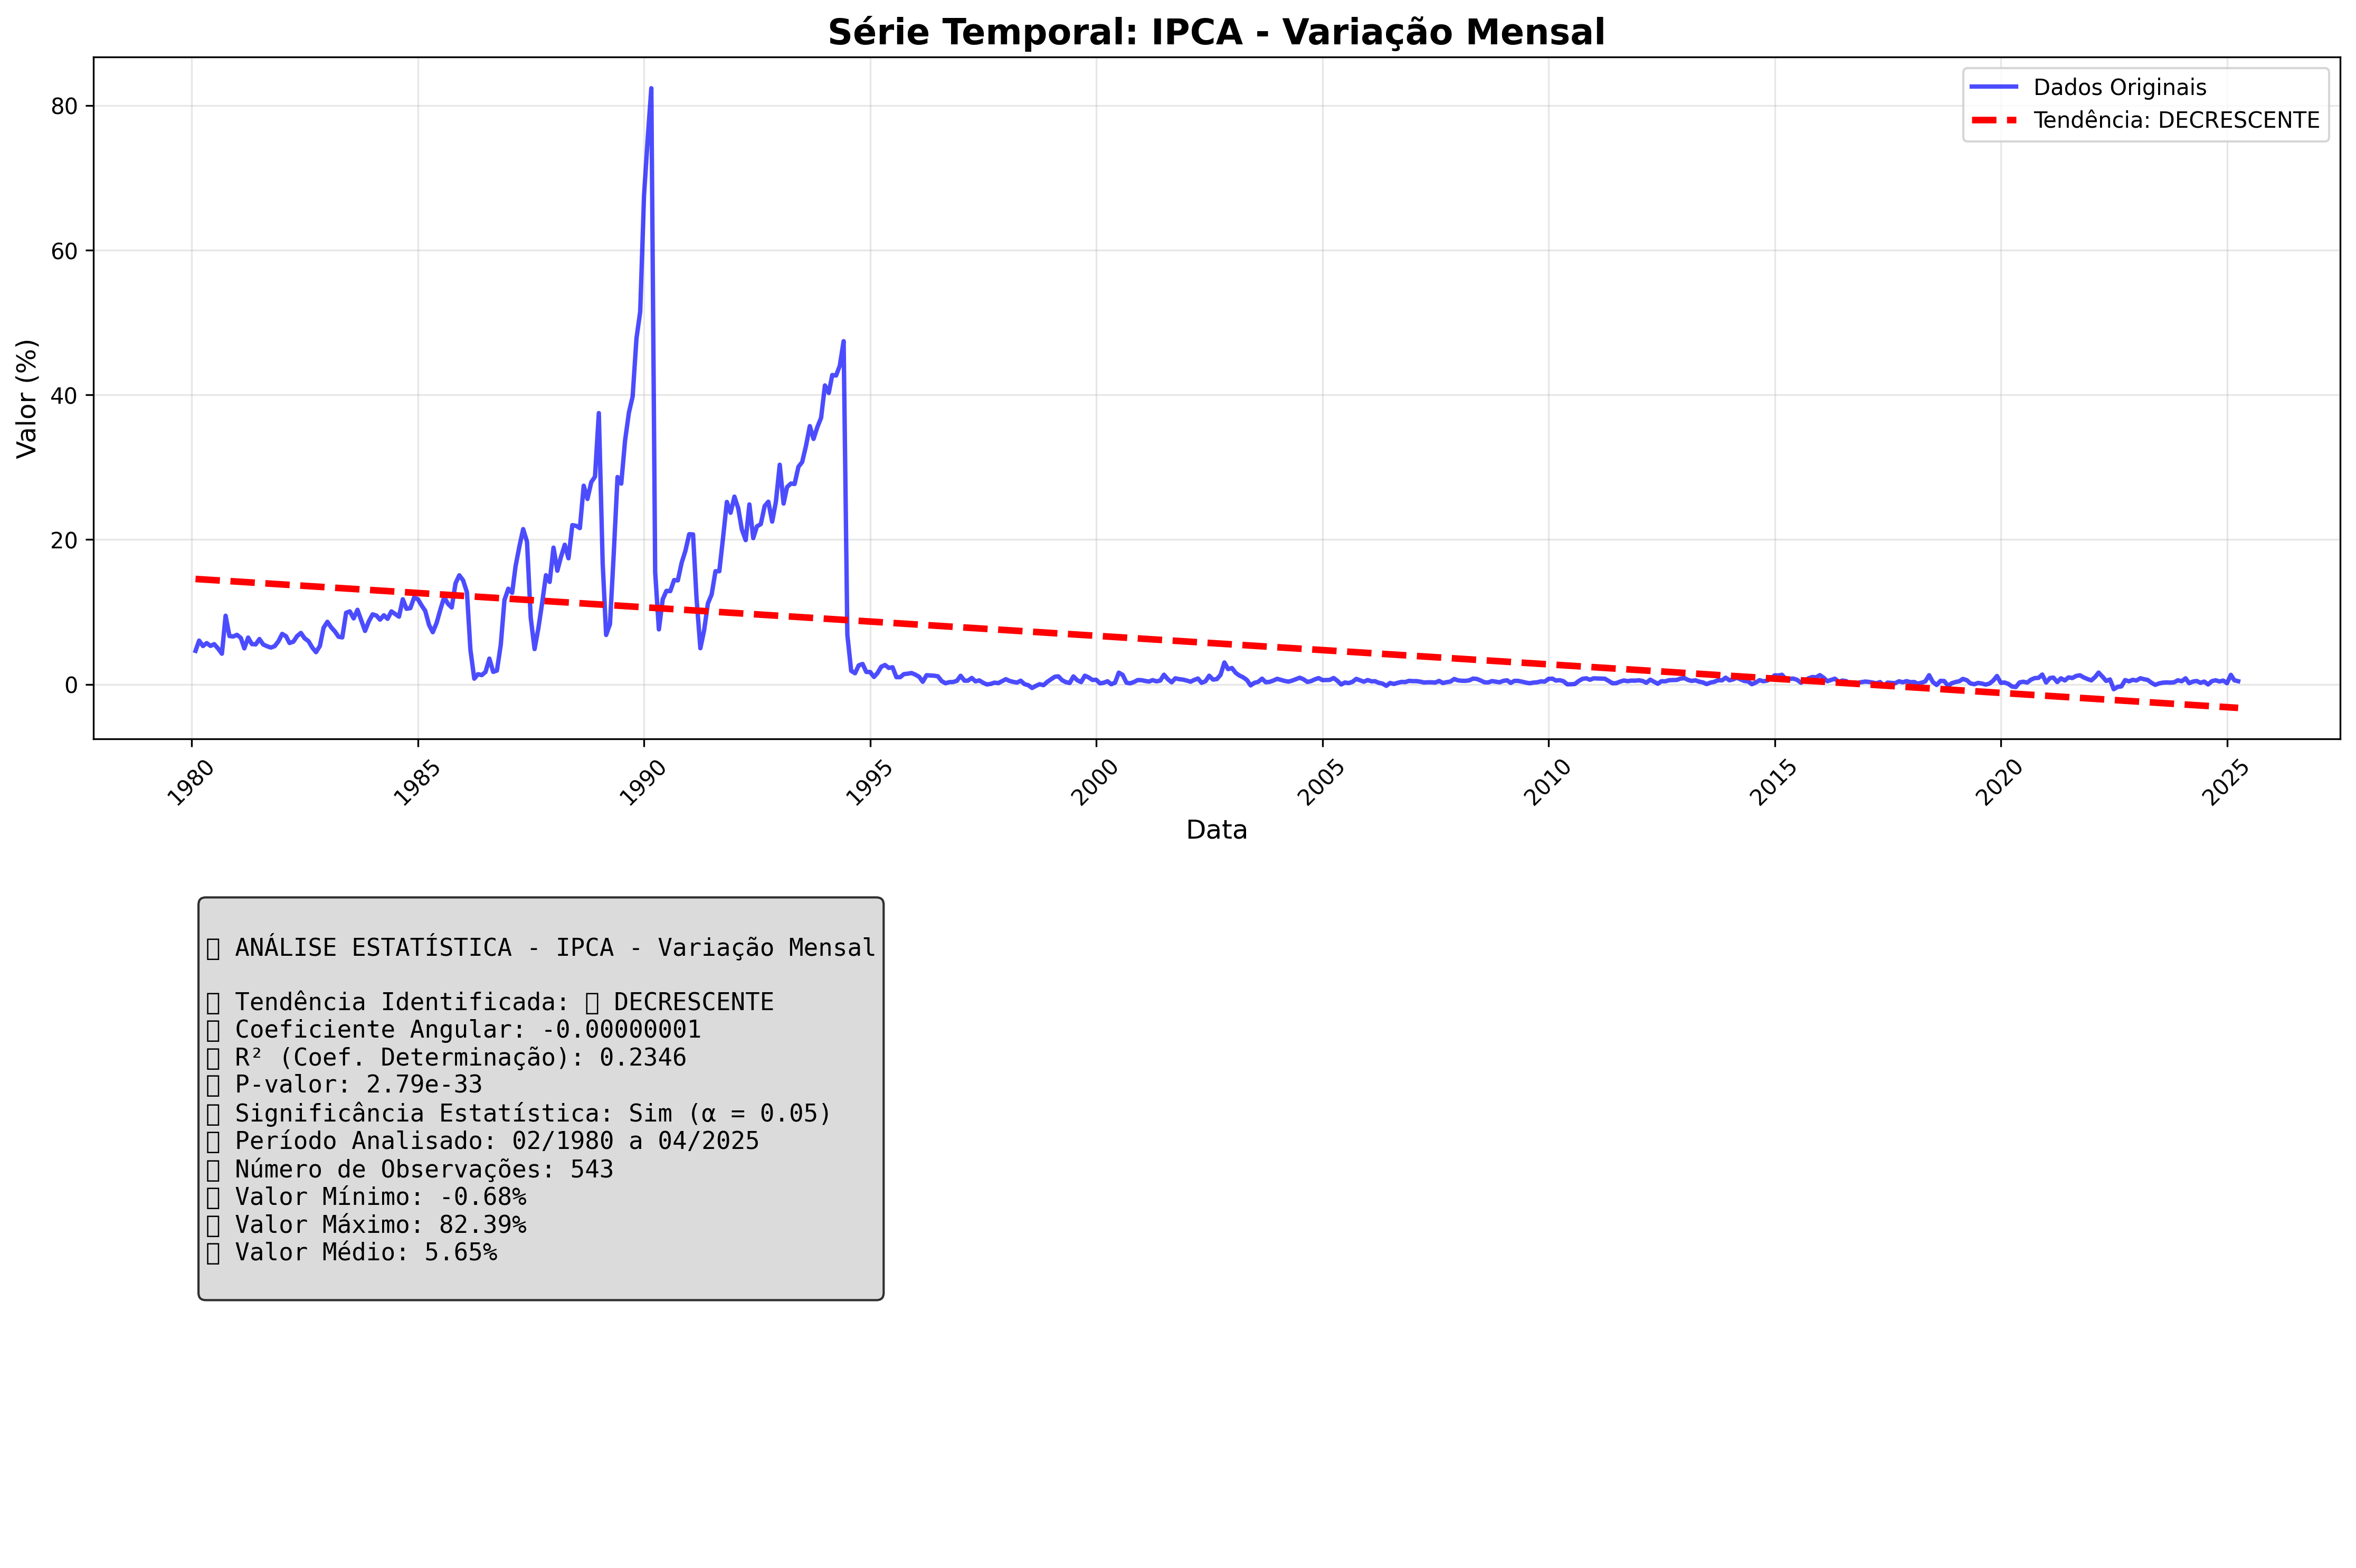 Série Temporal: IPCA - Variação Mensal
Dados Originais
Tendência: DECRESCENTE
Valor (%)
80
60
40
20
0
1980
1985
1990
1995
2000
2005
2010
2015
2020
2025
Data
ANÁLISE ESTATÍSTICA - IPCA - Variação Mensal
Tendência Identificada: DECRESCENTE
Coeficiente Angular: -0.00000001
R² (Coef. Determinação): 0.2346
P-valor: 2.79e-33
Significância Estatística: Sim (α = 0.05)
Período Analisado: 02/1980 a 04/2025
Número de Observações: 543
Valor Mínimo: -0.68%
Valor Máximo: 82.39%
Valor Médio: 5.65%